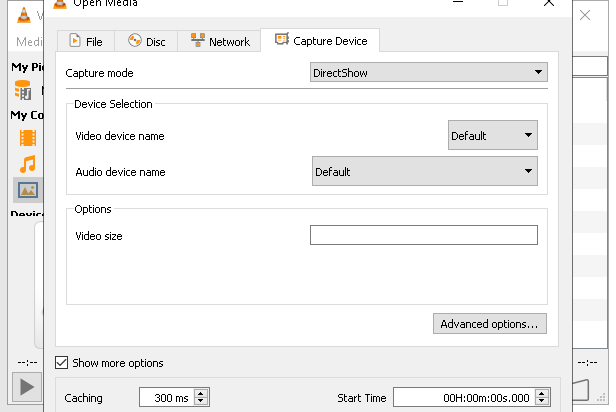 Open Media
Medi
File
Disc
Network
Capture Device
My Pi
Capture mode
DirectShow
My Co
Device Selection
Video device name
Default
Audio device name
Default
Device
Options
Video size
Advanced options...
--:--
Show more options
--:--
Caching
300 ms
Start Time
00H:00m:00s.000